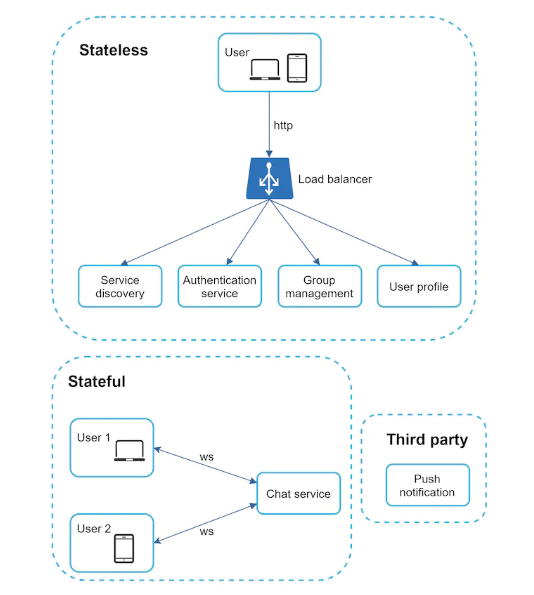 Stateless
User
http
Load balancer
Service
discovery
Authentication
service
Group
management
User profile
Stateful
User 1
ws
Chat service
User 2
ws
Third party
Push
notification